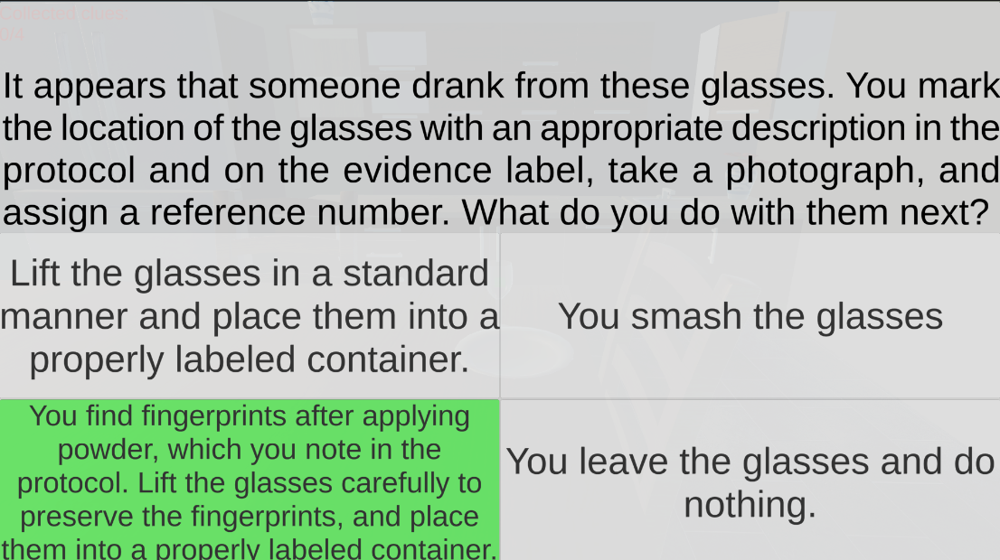 Collected clues
0/4
It appears that someone drank from these glasses. You mark
the location of the glasses with an appropriate description in the
protocol and on the evidence label, take a photograph, and
assign a reference number. What do you do with them next?
Lift the glasses in a standard
manner and place them into a
properly labeled container.
You smash the glasses
You find fingerprints after applying
powder, which you note in the
protocol. Lift the glasses carefully to
preserve the fingerprints, and place
them into a properly labeled container.
You leave the glasses and do
nothing.